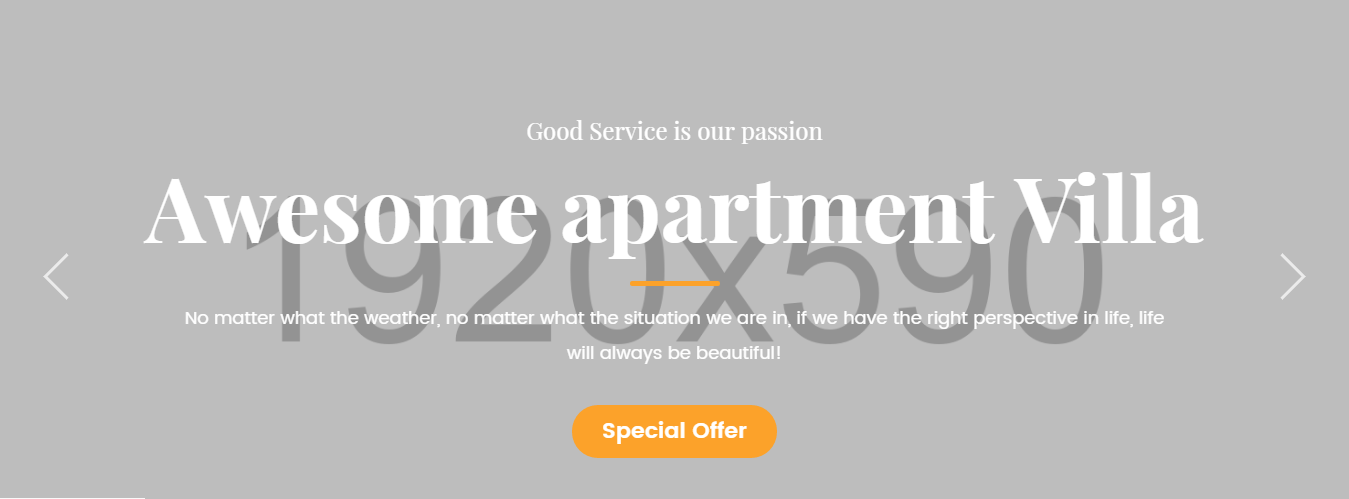 Good Service is our passion
Awesome apartment Villa
1920x590
No matter what the weather, no matter what the situation we are in, if we have the right perspective in life, life
will always be beautiful!
Special Offer